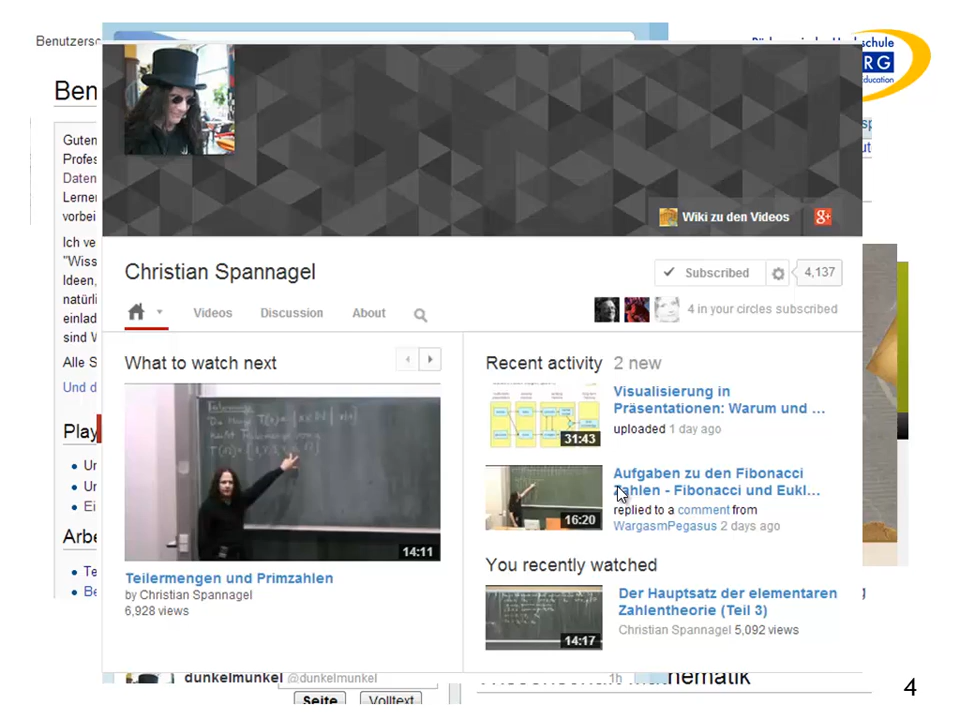 Benutzersc
schule
RG
ducation
Ben
Guten
Profes
Daten
Lerner
vorbei
Ich ve
"Wiss
Ideen,
natürli
einlad
sind V
Alle S
Und d
Play
Ur
Ur
Ei
Arbe
Te
Be
Wiki zu den Videos
g+
Christian Spannagel
Subscribed
4,137
Videos
Discussion
About
4 in your circles subscribed
What to watch next
14:11
Teilermengen und Primzahlen
by Christian Spannagel
6,928 views
Recent activity 2 new
31:43
Visualisierung in
Präsentationen: Warum und ...
uploaded 1 day ago
16:20
Aufgaben zu den Fibonacci
Zahlen - Fibonacci und Eukl...
replied to a comment from
WargasmPegasus 2 days ago
You recently watched
14:17
Der Hauptsatz der elementaren
Zahlentheorie (Teil 3)
Christian Spannagel 5,092 views
dunkelmunkel @dunkelmunkel
1h
Seite
Volltext
4